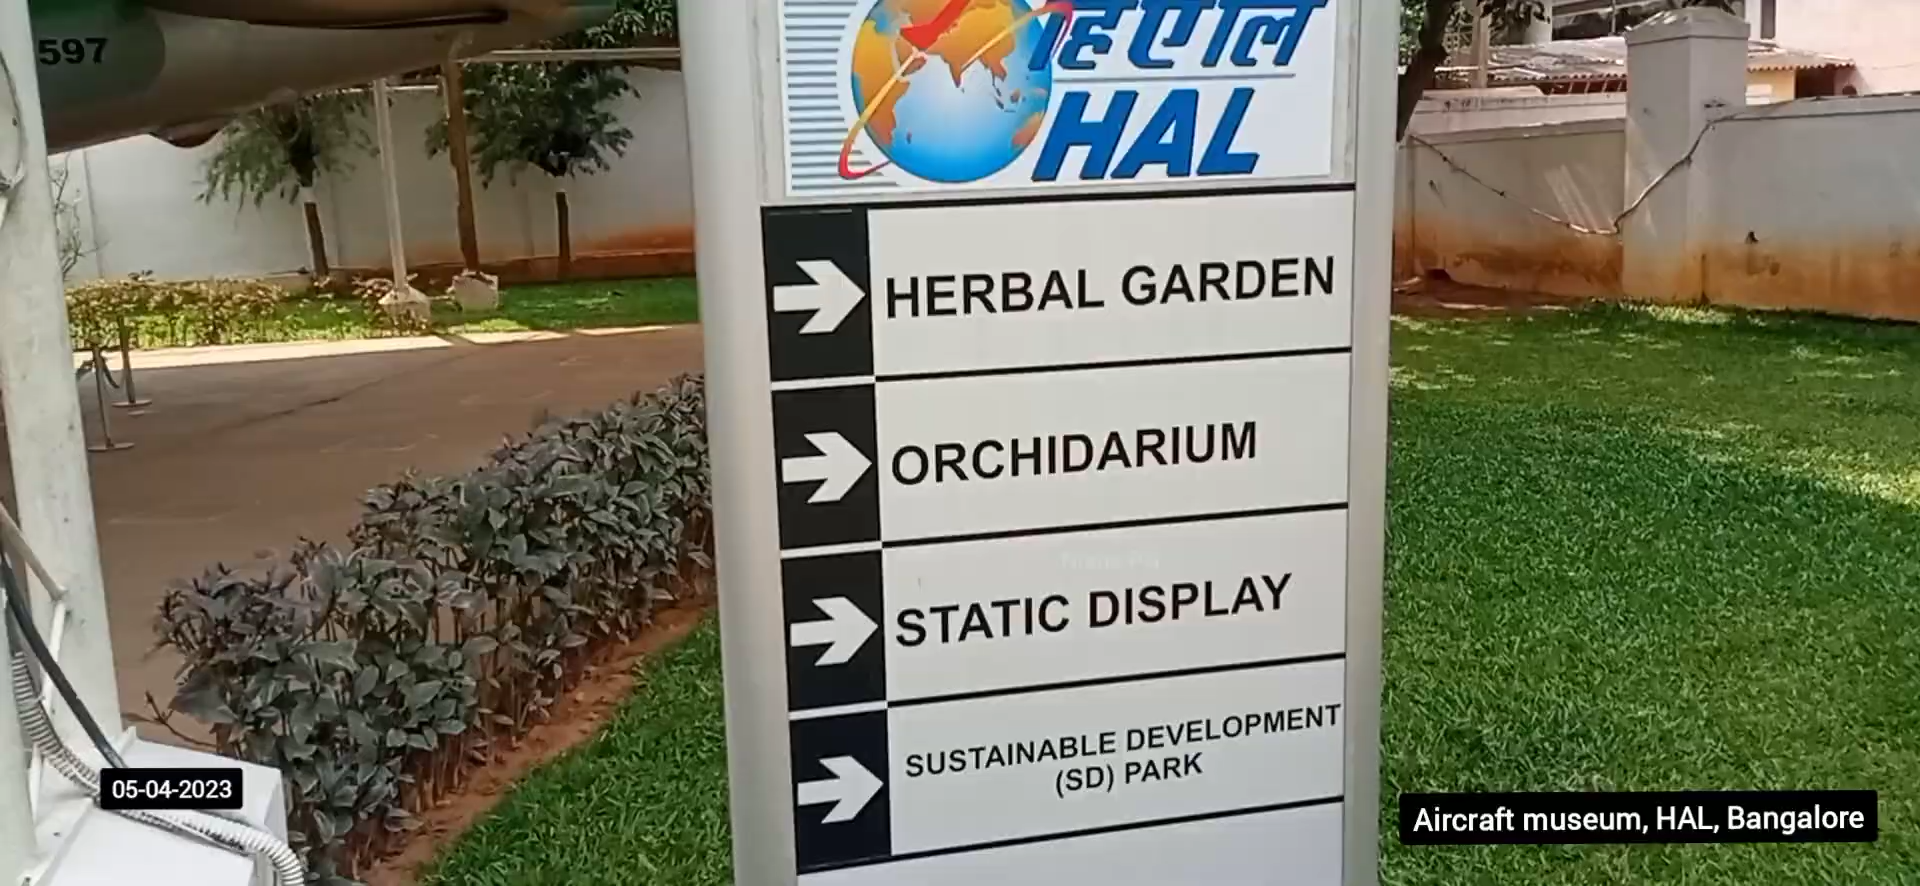 597
हिएएल
HAL
HERBAL GARDEN
ORCHIDARIUM
STATIC DISPLAY
SUSTAINABLE DEVELOPMENT
(SD) PARK
05-04-2023
Aircraft museum, HAL, Bangalore